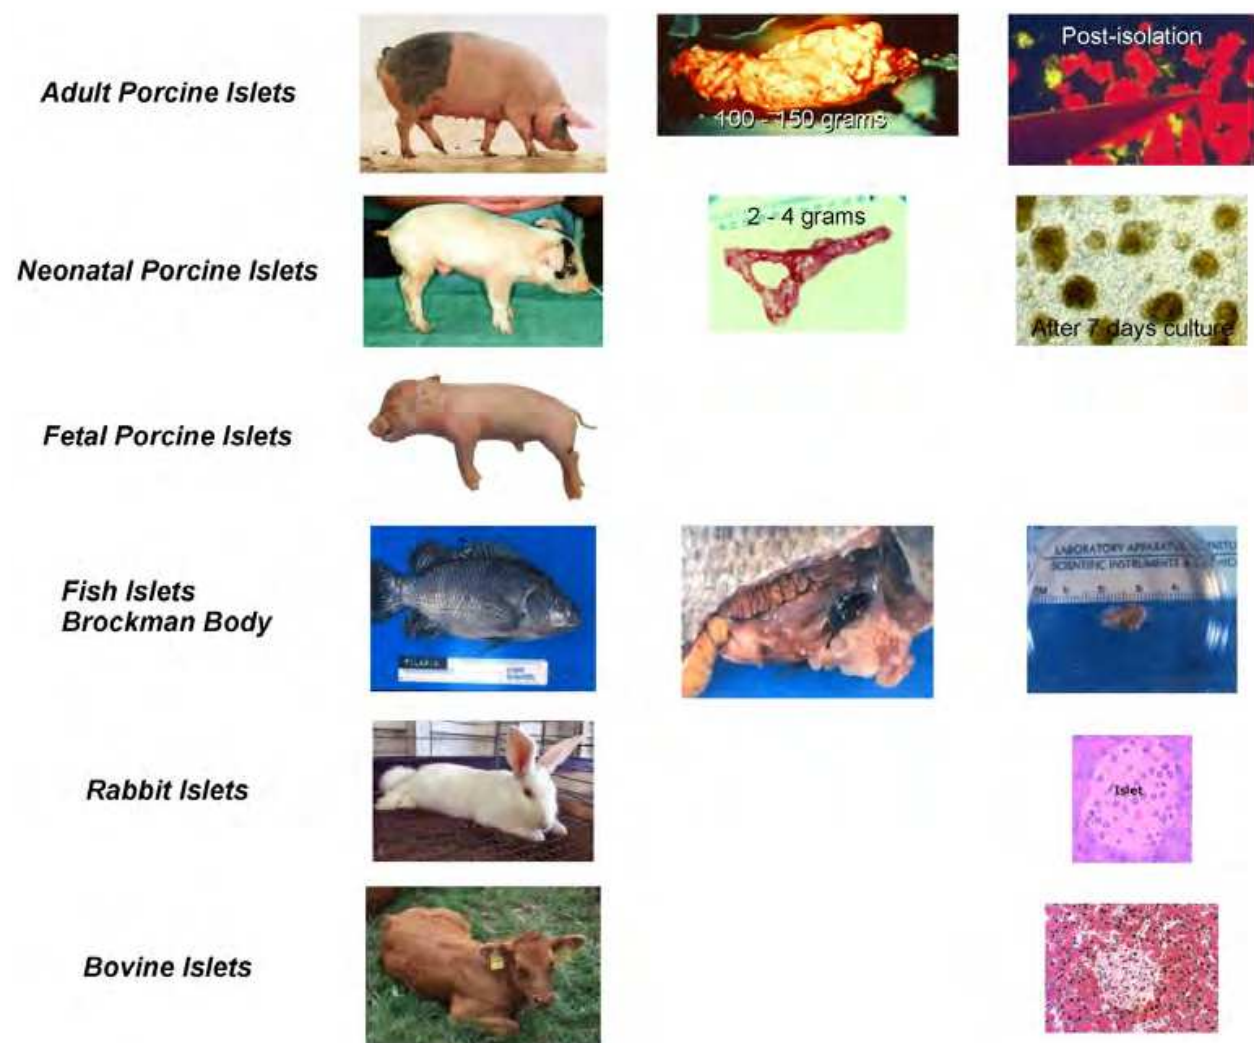 Adult Porcine Islets
100 - 150 grams
Post-isolation
Neonatal Porcine Islets
2 - 4 grams
After 7 days culture
Fetal Porcine Islets
Fish Islets
Brockman Body
TILAPIA
LABORATORY APPARATUS
SCIENTIFIC INSTRUMENTS &
Rabbit Islets
Islet
Bovine Islets